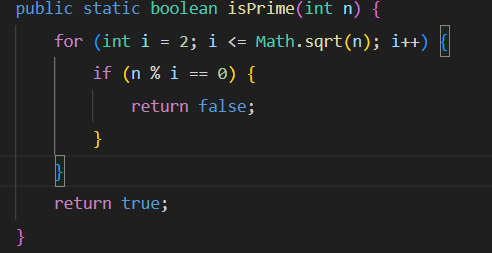 public static boolean isPrime(int n) {
    for (int i = 2; i <= Math.sqrt(n); i++) {
        if (n % i == 0) {
            return false;
        }
    }
    return true;
}